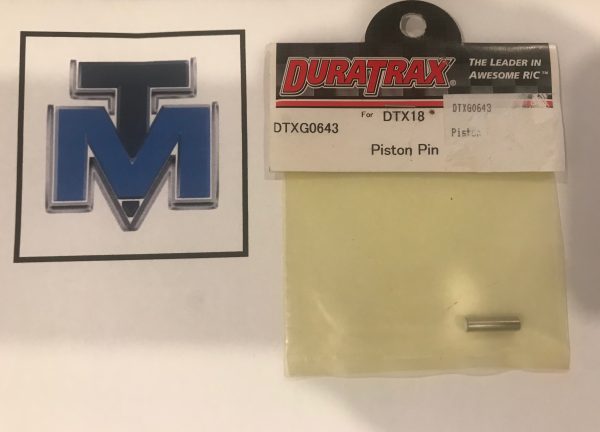 TM
DURATRAX®
THE LEADER IN
AWESOME R/C™
DTXG0643
For DTX18
DTXG0643
Piston
Piston Pin